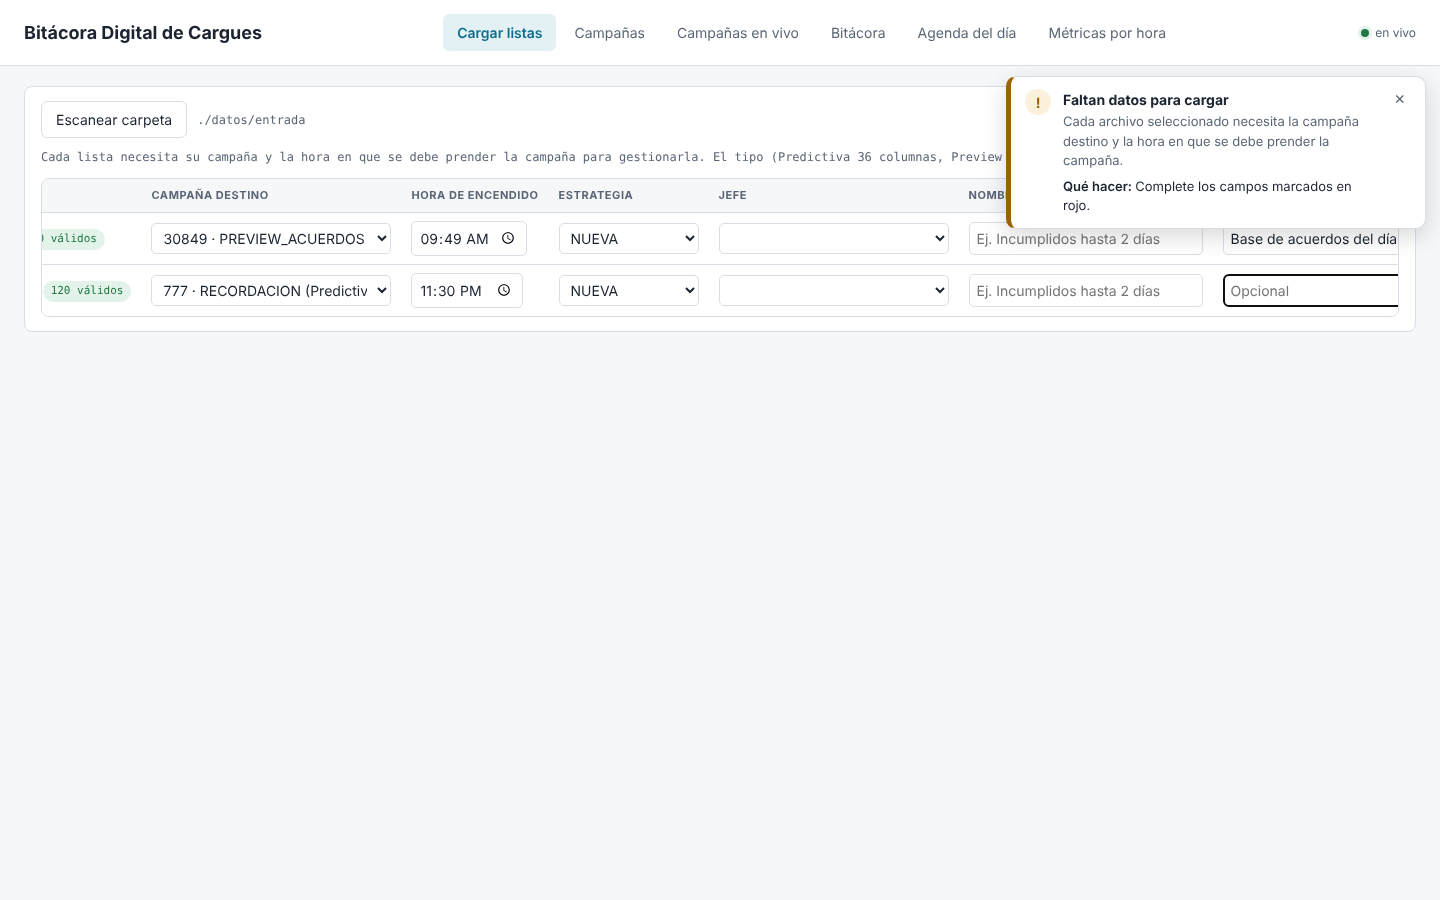 Bitácora Digital de Cargues
Cargar listas
Campañas
Campañas en vivo
Bitácora
Agenda del día
Métricas por hora
en vivo
Escanear carpeta
./datos/entrada
Cada lista necesita su campaña y la hora en que se debe prender la campaña para gestionarla. El tipo (Predictiva 36 columnas, Preview
!
Faltan datos para cargar
×
Cada archivo seleccionado necesita la campaña
destino y la hora en que se debe prender la
campaña.
Qué hacer: Complete los campos marcados en
rojo.
CAMPAÑA DESTINO
HORA DE ENCENDIDO
ESTRATEGIA
JEFE
válidos
30849 · PREVIEW_ACUERDOS
09:49 AM
NUEVA
Ej. Incumplidos hasta 2 días
Base de acuerdos del día
120 válidos
777 · RECORDACION (Predictiv
11:30 PM
NUEVA
Ej. Incumplidos hasta 2 días
Opcional